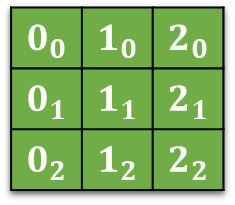 0₀ 1₀ 2₀
0₁ 1₁ 2₁
0₂ 1₂ 2₂